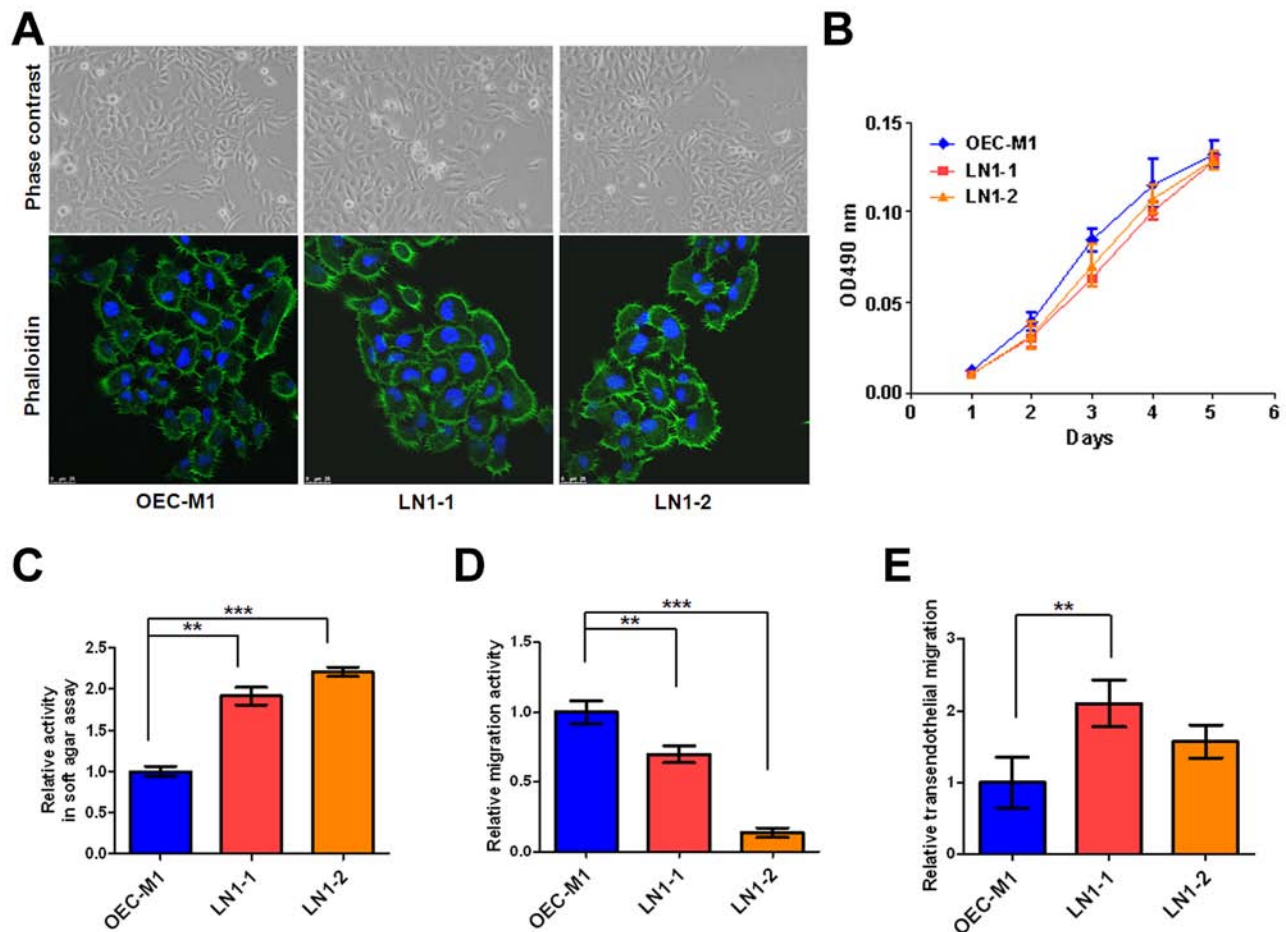 A
B
Phase contrast
Phalloidin
OEC-M1
LN1-1
LN1-2
OEC-M1
LN1-1
LN1-2
OD490 nm
0.15
0.10
0.05
0.00
0 1 2 3 4 5 6
Days
C
D
E
***
**
Relative activity
in soft agar assay
2.5
2.0
1.5
1.0
0.5
0.0
OEC-M1
LN1-1
LN1-2
***
**
Relative migration activity
1.5
1.0
0.5
0.0
OEC-M1
LN1-1
LN1-2
**
Relative transendothelial migration
3
2
1
0
OEC-M1
LN1-1
LN1-2